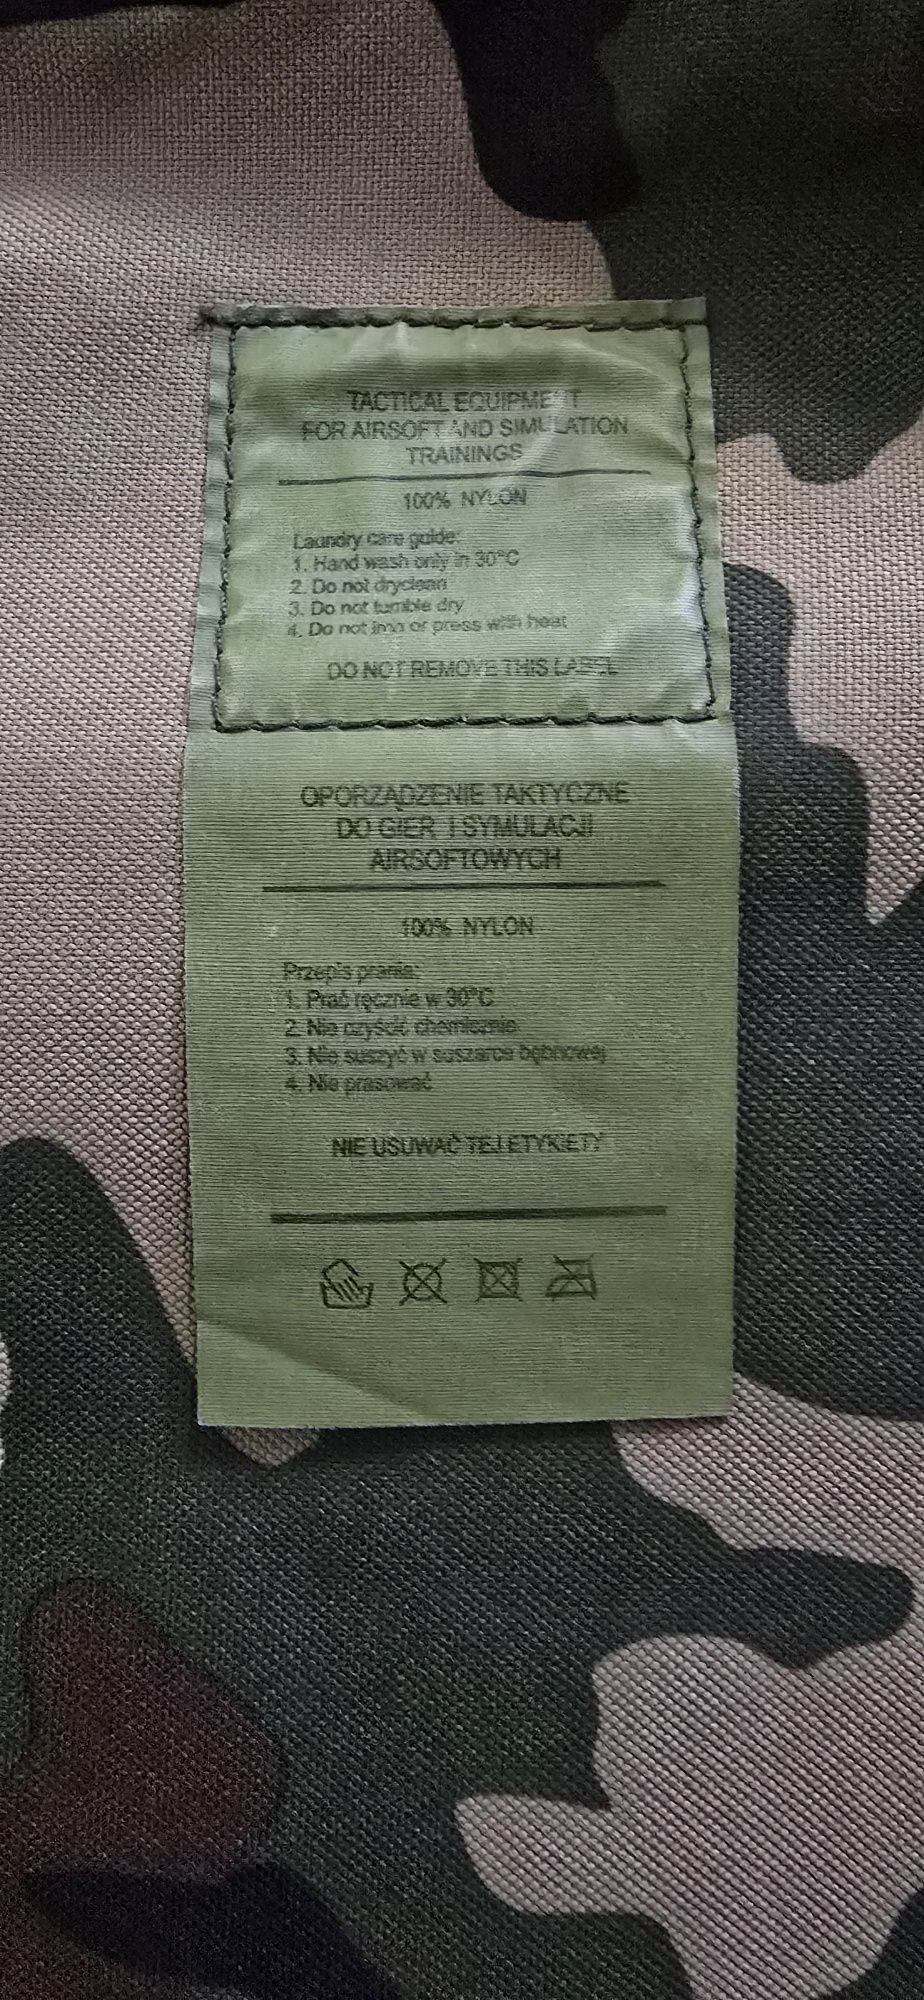 TACTICAL EQUIPMENT
FOR AIRSOFT AND SIMULATION
TRAININGS
100% NYLON
Laundry care guide:
1. Hand wash only in 30°C
2. Do not dryclean
3. Do not tumble dry
4. Do not iron or press with heat
DO NOT REMOVE THIS LABEL
OPORZĄDZENIE TAKTYCZNE
DO GIER I SYMULACJI
AIRSOFTOWYCH
100% NYLON
Przepis prania:
1. Prać ręcznie w 30°C
2. Nie czyścić chemicznie
3. Nie suszyć w suszarce bębnowej
4. Nie prasować
NIE USUWAĆ TEJ ETYKIETY